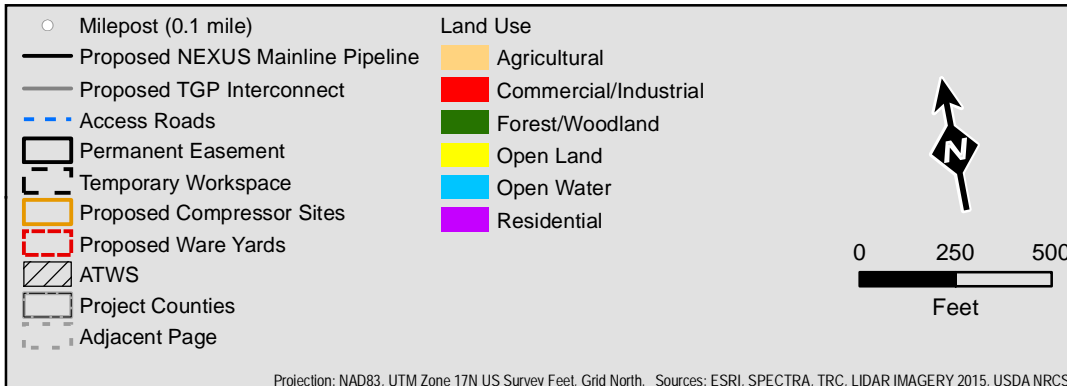 Milepost (0.1 mile)
Proposed NEXUS Mainline Pipeline
Proposed TGP Interconnect
Access Roads
Permanent Easement
Temporary Workspace
Proposed Compressor Sites
Proposed Ware Yards
ATWS
Project Counties
Adjacent Page
Land Use
Agricultural
Commercial/Industrial
Forest/Woodland
Open Land
Open Water
Residential
N
0 250 500
Feet
Projection: NAD83, UTM Zone 17N US Survey Feet, Grid North. Sources: ESRI, SPECTRA, TRC, LIDAR IMAGERY 2015, USDA NRCS